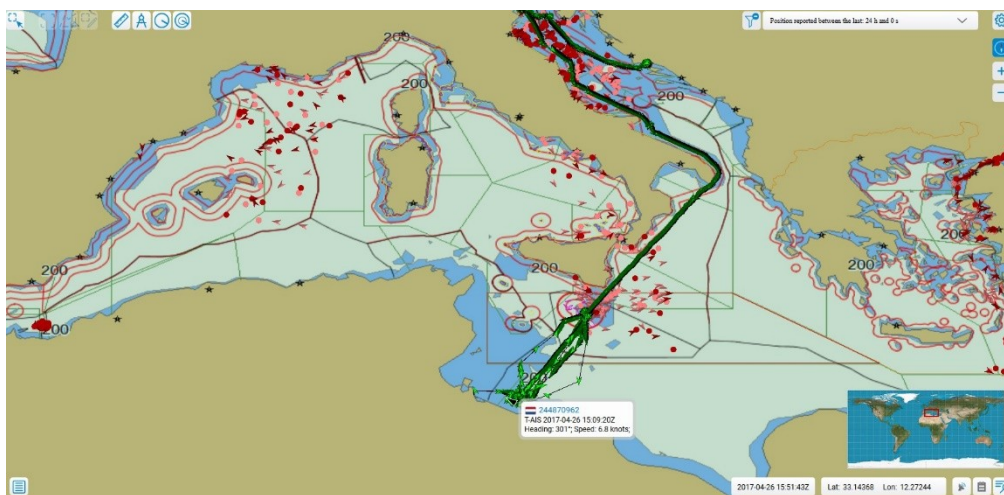 Position reported between the last: 24 h and 0 s
200
200
200
200
200
200
200
200
200
244870962
T-AIS 2017-04-26 15:09:20Z
Heading: 301°; Speed: 6.8 knots;
2017-04-26 15:51:43Z
Lat: 33.14368 Lon: 12.27244